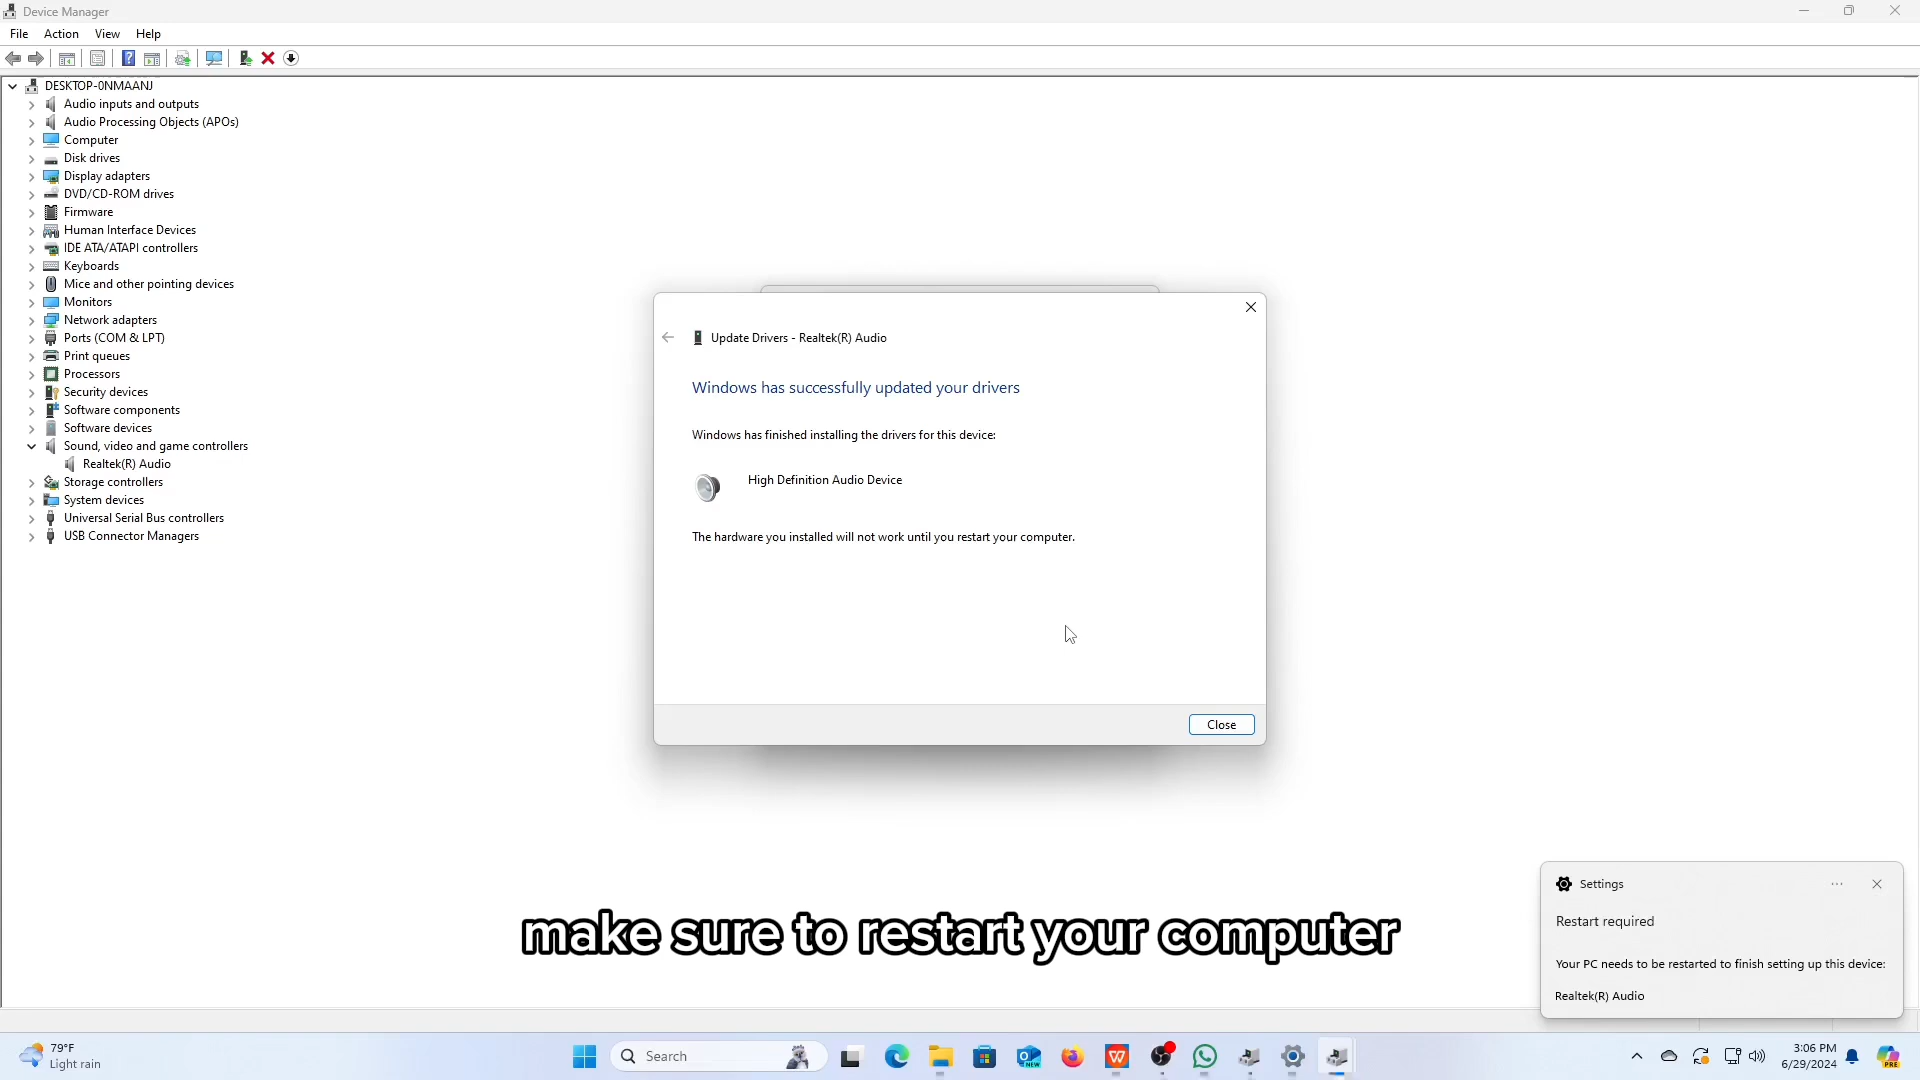 Device Manager
File Action View Help
DESKTOP-0NMAANJ
Audio inputs and outputs
Audio Processing Objects (APOs)
Computer
Disk drives
Display adapters
DVD/CD-ROM drives
Firmware
Human Interface Devices
IDE ATA/ATAPI controllers
Keyboards
Mice and other pointing devices
Monitors
Network adapters
Ports (COM & LPT)
Print queues
Processors
Security devices
Software components
Software devices
Sound, video and game controllers
Realtek(R) Audio
Storage controllers
System devices
Universal Serial Bus controllers
USB Connector Managers
Update Drivers - Realtek(R) Audio
Windows has successfully updated your drivers
Windows has finished installing the drivers for this device:
High Definition Audio Device
The hardware you installed will not work until you restart your computer.
Close
make sure to restart your computer
Settings
Restart required
Your PC needs to be restarted to finish setting up this device:
Realtek(R) Audio
79°F
Light rain
Search
NEW
3:06 PM
6/29/2024
PRE